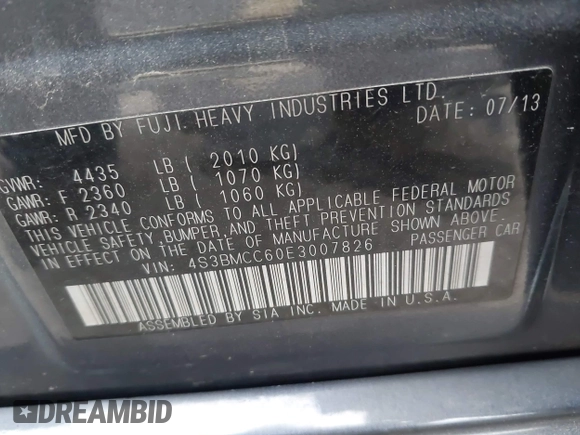 MFD BY FUJI HEAVY INDUSTRIES LTD.
DATE: 07/13
GVWR: 4435 LB ( 2010 KG)
GAWR: F 2360 LB ( 1070 KG)
GAWR: R 2340 LB ( 1060 KG)
THIS VEHICLE CONFORMS TO ALL APPLICABLE FEDERAL MOTOR
VEHICLE SAFETY, BUMPER, AND THEFT PREVENTION STANDARDS
IN EFFECT ON THE DATE OF MANUFACTURE SHOWN ABOVE.
VIN: 4S3BMCC60E3007826 PASSENGER CAR
ASSEMBLED BY SIA INC. MADE IN U.S.A.
DREAMBID